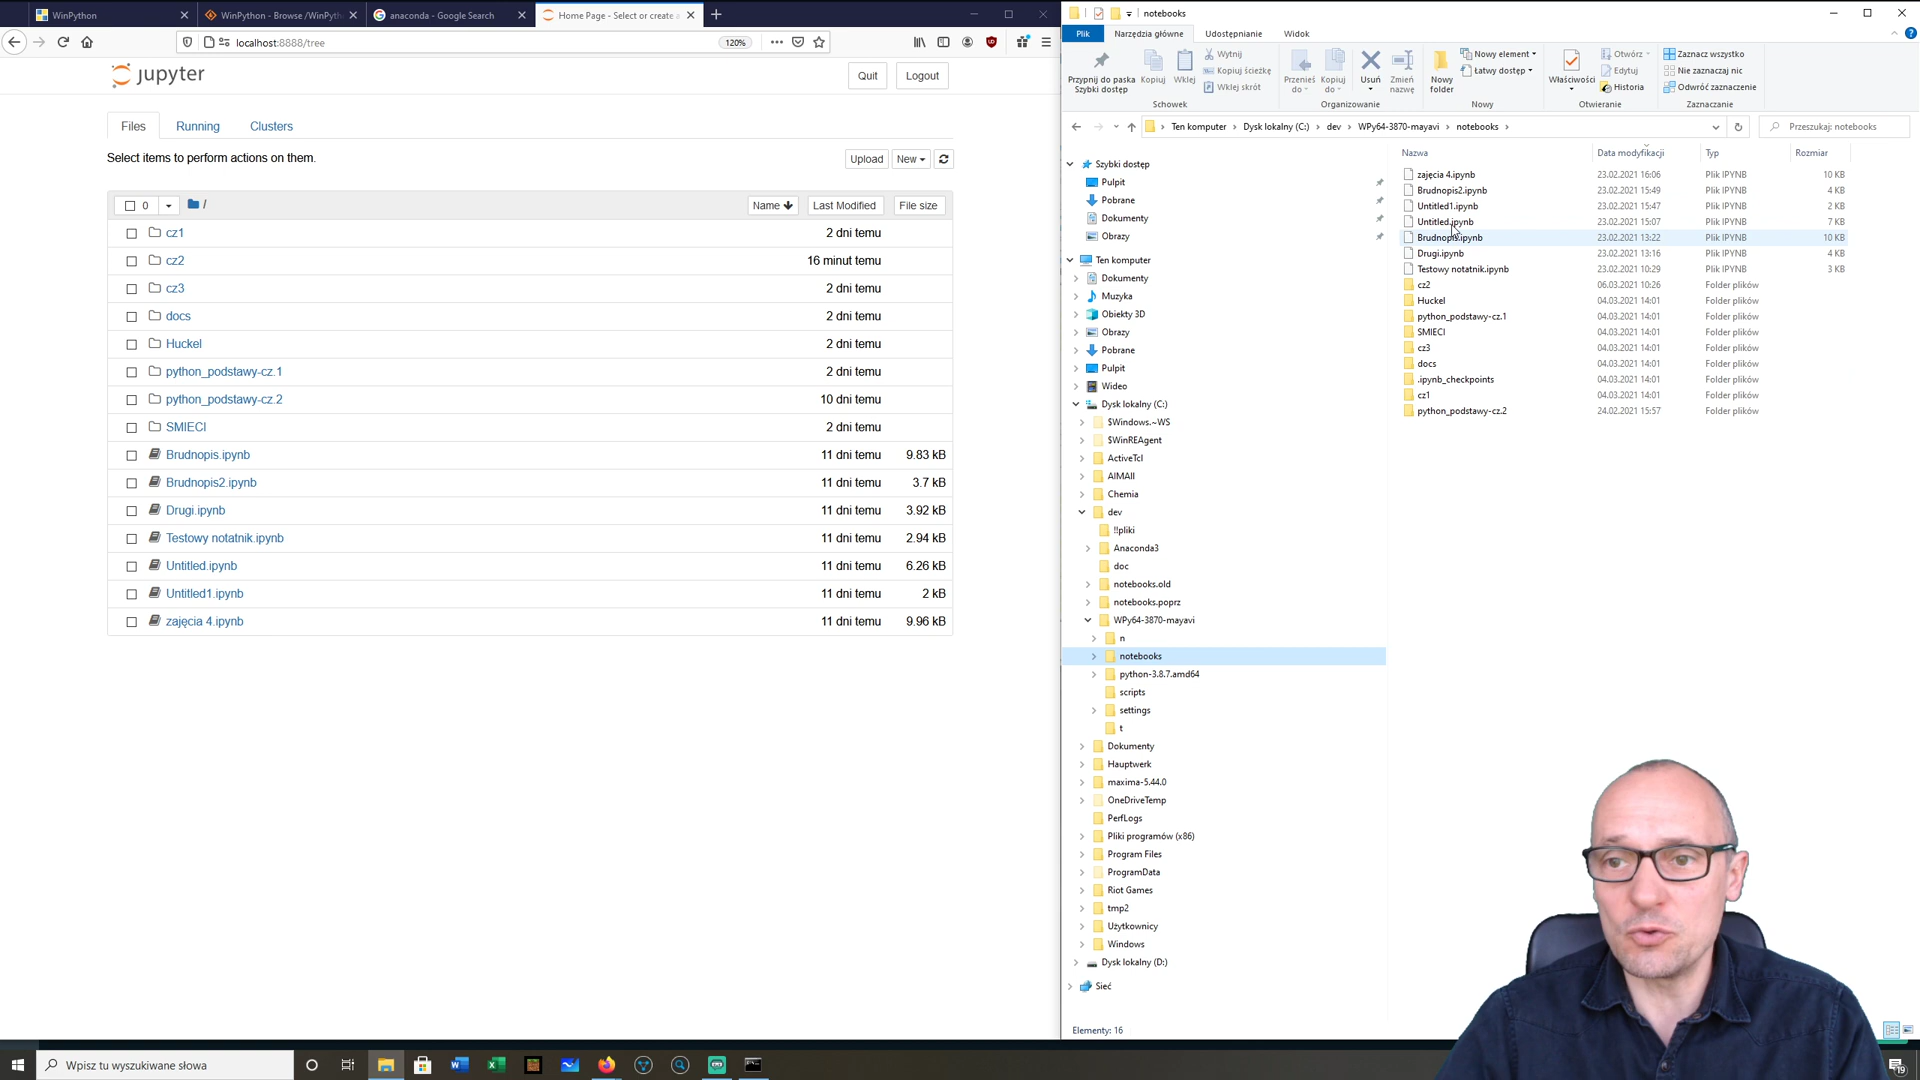 WinPython
WinPython - Browse /WinPyth
anaconda - Google Search
Home Page - Select or create a
localhost:8888/tree
120%
jupyter
Quit
Logout
Files
Running
Clusters
Select items to perform actions on them.
Upload
New
0
/
Name
Last Modified
File size
cz1
2 dni temu
cz2
16 minut temu
cz3
2 dni temu
docs
2 dni temu
Huckel
2 dni temu
python_podstawy-cz.1
2 dni temu
python_podstawy-cz.2
10 dni temu
SMIECI
2 dni temu
Brudnopis.ipynb
11 dni temu
9.83 kB
Brudnopis2.ipynb
11 dni temu
3.7 kB
Drugi.ipynb
11 dni temu
3.92 kB
Testowy notatnik.ipynb
11 dni temu
2.94 kB
Untitled.ipynb
11 dni temu
6.26 kB
Untitled1.ipynb
11 dni temu
2 kB
zajęcia 4.ipynb
11 dni temu
9.96 kB
notebooks
Plik
Narzędzia główne
Udostępnianie
Widok
Przypnij do paska
Szybki dostęp
Kopiuj
Wklej
Wytnij
Kopiuj ścieżkę
Wklej skrót
Schowek
Przenieś
do
Kopiuj
do
Usuń
Zmień
nazwę
Organizowanie
Nowy
folder
Nowy element
Łatwy dostęp
Nowy
Właściwości
Otwórz
Edytuj
Historia
Otwieranie
Zaznacz wszystko
Nie zaznaczaj nic
Odwróć zaznaczenie
Zaznaczanie
Ten komputer
Dysk lokalny (C:)
dev
WPy64-3870-mayavi
notebooks
Przeszukaj: notebooks
Szybki dostęp
Pulpit
Pobrane
Dokumenty
Obrazy
Ten komputer
Dokumenty
Muzyka
Obiekty 3D
Obrazy
Pobrane
Pulpit
Wideo
Dysk lokalny (C:)
$Windows.~WS
$WinREAgent
ActiveTcl
AIMAll
Chemia
dev
!!pliki
Anaconda3
doc
notebooks.old
notebooks.poprz
WPy64-3870-mayavi
n
notebooks
python-3.8.7.amd64
scripts
settings
t
Dokumenty
Hauptwerk
maxima-5.44.0
OneDriveTemp
PerfLogs
Pliki programów (x86)
Program Files
ProgramData
Riot Games
tmp2
Użytkownicy
Windows
Dysk lokalny (D:)
Sieć
Nazwa
Data modyfikacji
Typ
Rozmiar
zajęcia 4.ipynb
23.02.2021 16:06
Plik IPYNB
10 KB
Brudnopis2.ipynb
23.02.2021 15:49
Plik IPYNB
4 KB
Untitled1.ipynb
23.02.2021 15:47
Plik IPYNB
2 KB
Untitled.ipynb
23.02.2021 15:07
Plik IPYNB
7 KB
Brudnopis.ipynb
23.02.2021 13:22
Plik IPYNB
10 KB
Drugi.ipynb
23.02.2021 13:16
Plik IPYNB
4 KB
Testowy notatnik.ipynb
23.02.2021 10:29
Plik IPYNB
3 KB
cz2
06.03.2021 10:26
Folder plików
Huckel
04.03.2021 14:01
Folder plików
python_podstawy-cz.1
04.03.2021 14:01
Folder plików
SMIECI
04.03.2021 14:01
Folder plików
cz3
04.03.2021 14:01
Folder plików
docs
04.03.2021 14:01
Folder plików
.ipynb_checkpoints
04.03.2021 14:01
Folder plików
cz1
04.03.2021 14:01
Folder plików
python_podstawy-cz.2
24.02.2021 15:57
Folder plików
Elementy: 16
Wpisz tu wyszukiwane słowa
19